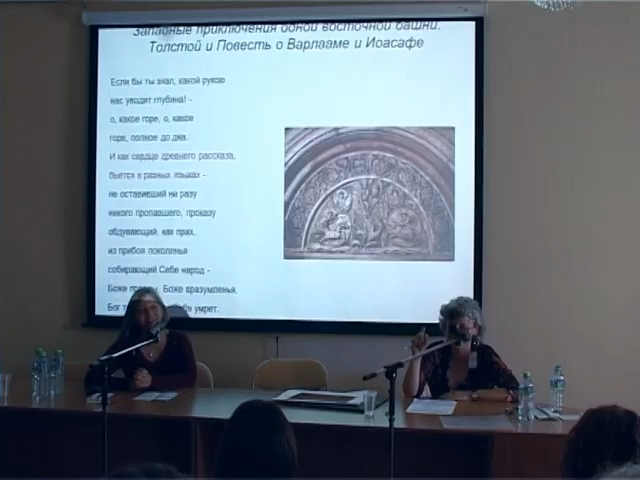 Западные приключения одной восточной башни.
Толстой и Повесть о Варлааме и Иоасафе
Если бы ты знал, какой рукою
нас уводит глубина! -
о, какое горе, о, какое
горе, полное до дна.
И как сердце древнего рассказа,
бьется в разных языках -
не оставивший ни разу
никого пропавшего, проказу
обдувающий, как прах,
из прибоя поколенья
собирающий Себе народ -
Боже правды, Боже вразумленья,
Бог умрет.